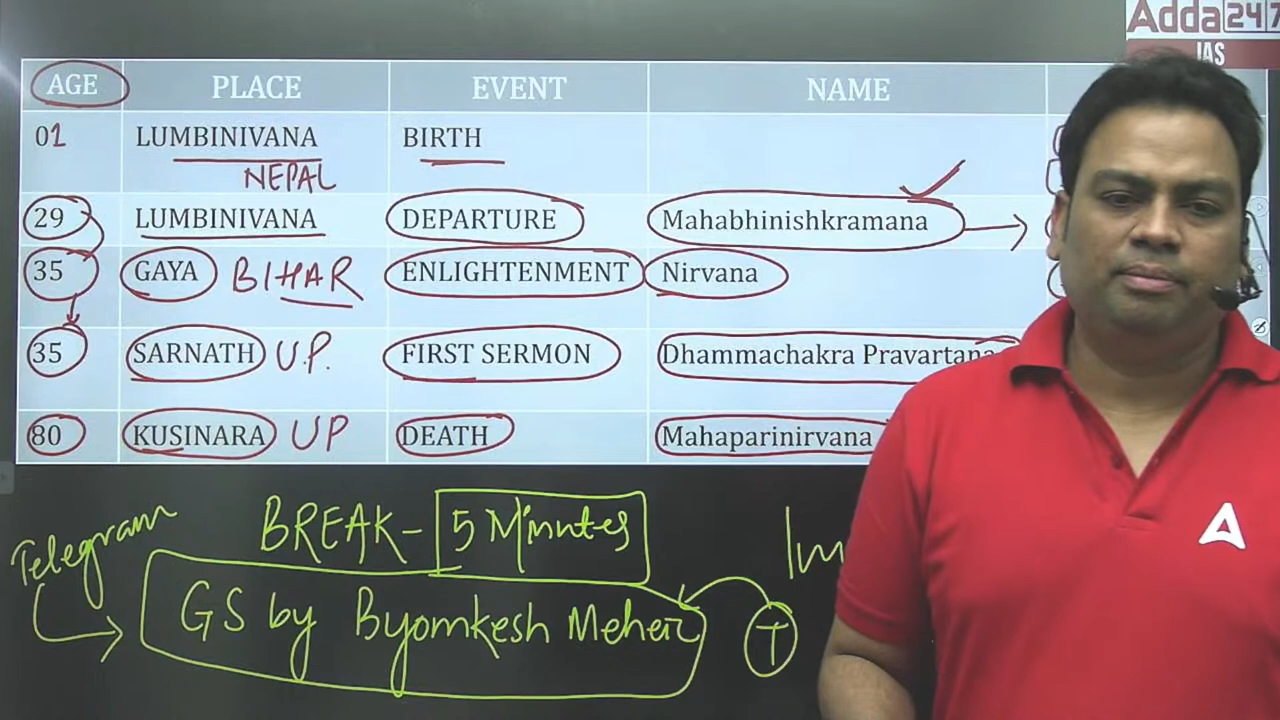 Adda247
IAS
AGE PLACE EVENT NAME
01 LUMBINIVANA BIRTH
NEPAL
29 LUMBINIVANA DEPARTURE Mahabhinishkramana
35 GAYA BIHAR ENLIGHTENMENT Nirvana
35 SARNATH U.P. FIRST SERMON Dhammachakra Pravartana
80 KUSINARA UP DEATH Mahaparinirvana
Telegram BREAK- 5 Minutes
GS by Byomkesh Meher T